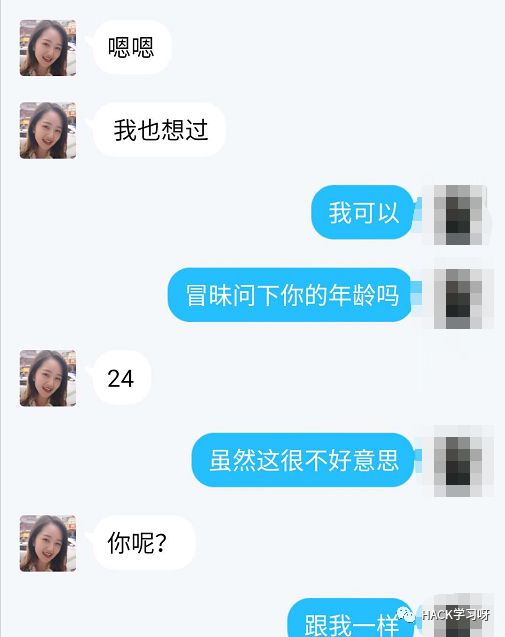 嗯嗯
我也想过
我可以
冒昧问下你的年龄吗
24
虽然这很不好意思
你呢？
跟我一样
HACK学习呀